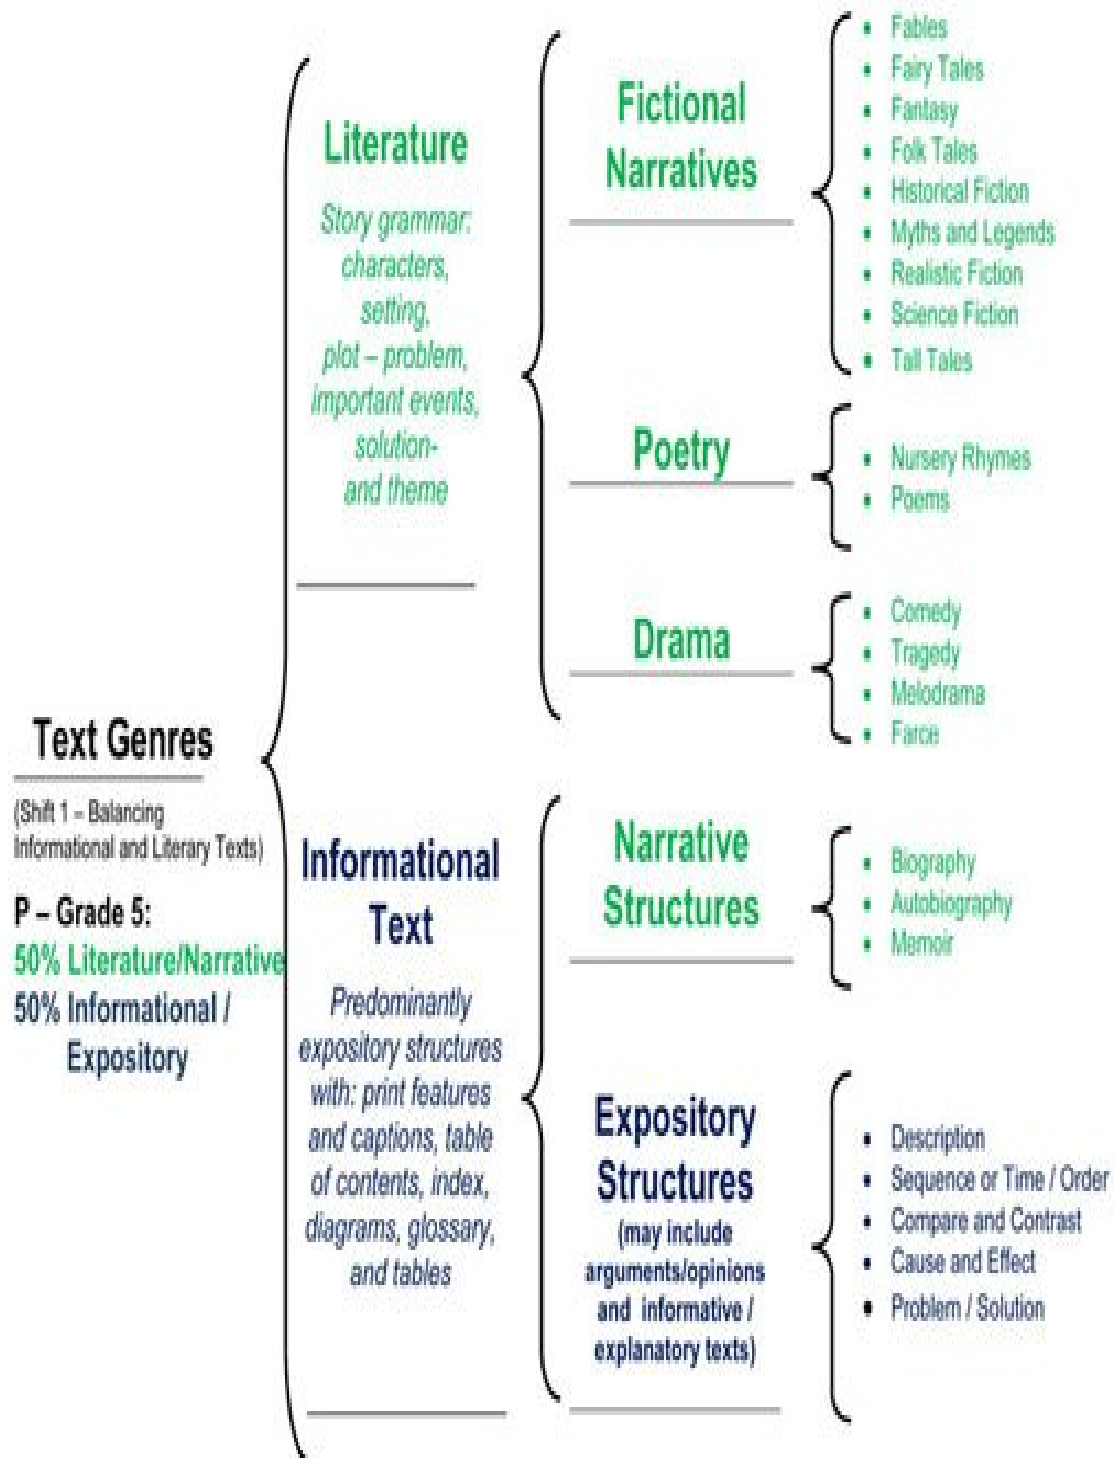 Text Genres
(Shift 1 – Balancing
Informational and Literary Texts)
P – Grade 5:
50% Literature/Narrative
50% Informational /
Expository
Literature
Story grammar:
characters,
setting,
plot – problem,
important events,
solution-
and theme
Fictional
Narratives
• Fables
• Fairy Tales
• Fantasy
• Folk Tales
• Historical Fiction
• Myths and Legends
• Realistic Fiction
• Science Fiction
• Tall Tales
Poetry
• Nursery Rhymes
• Poems
Drama
• Comedy
• Tragedy
• Melodrama
• Farce
Informational
Text
Predominantly
expository structures
with: print features
and captions, table
of contents, index,
diagrams, glossary,
and tables
Narrative
Structures
• Biography
• Autobiography
• Memoir
Expository
Structures
(may include
arguments/opinions
and informative /
explanatory texts)
• Description
• Sequence or Time / Order
• Compare and Contrast
• Cause and Effect
• Problem / Solution